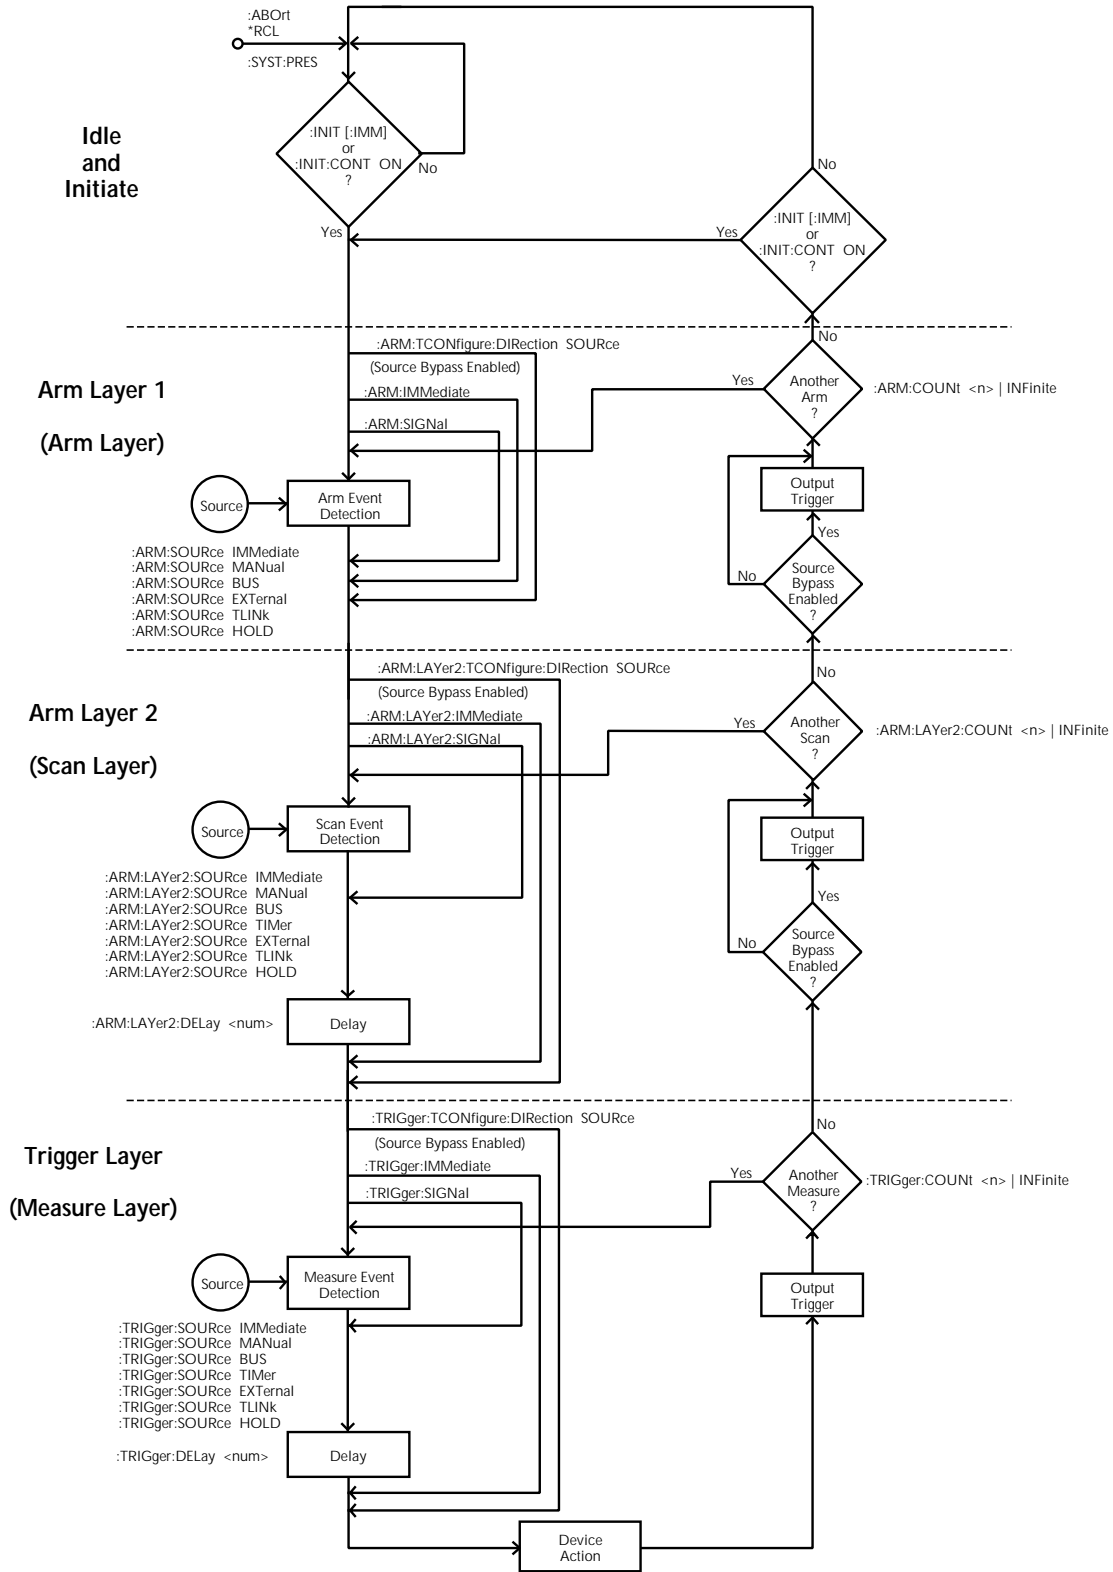 :ABOrt
*RCL
:SYST:PRES
Idle
and
Initiate
:INIT [:IMM]
or
:INIT:CONT ON
?
No
Yes
No
:INIT [:IMM]
or
:INIT:CONT ON
?
Yes
No
Arm Layer 1
(Arm Layer)
:ARM:TCONfigure:DIRection SOURce
(Source Bypass Enabled)
:ARM:IMMediate
:ARM:SIGNal
Yes
Another
Arm
?
:ARM:COUNt <n> | INFinite
Source
Arm Event
Detection
Output
Trigger
Yes
:ARM:SOURce IMMediate
:ARM:SOURce MANual
:ARM:SOURce BUS
:ARM:SOURce EXTernal
:ARM:SOURce TLINk
:ARM:SOURce HOLD
No
Source
Bypass
Enabled
?
No
Arm Layer 2
(Scan Layer)
:ARM:LAYer2:TCONfigure:DIRection SOURce
(Source Bypass Enabled)
:ARM:LAYer2:IMMediate
:ARM:LAYer2:SIGNal
Yes
Another
Scan
?
:ARM:LAYer2:COUNt <n> | INFinite
Source
Scan Event
Detection
Output
Trigger
Yes
:ARM:LAYer2:SOURce IMMediate
:ARM:LAYer2:SOURce MANual
:ARM:LAYer2:SOURce BUS
:ARM:LAYer2:SOURce TIMer
:ARM:LAYer2:SOURce EXTernal
:ARM:LAYer2:SOURce TLINk
:ARM:LAYer2:SOURce HOLD
No
Source
Bypass
Enabled
?
:ARM:LAYer2:DELay <num>
Delay
No
Trigger Layer
(Measure Layer)
:TRIGger:TCONfigure:DIRection SOURce
(Source Bypass Enabled)
:TRIGger:IMMediate
:TRIGger:SIGNal
Yes
Another
Measure
?
:TRIGger:COUNt <n> | INFinite
Source
Measure Event
Detection
Output
Trigger
:TRIGger:SOURce IMMediate
:TRIGger:SOURce MANual
:TRIGger:SOURce BUS
:TRIGger:SOURce TIMer
:TRIGger:SOURce EXTernal
:TRIGger:SOURce TLINk
:TRIGger:SOURce HOLD
:TRIGger:DELay <num>
Delay
Device
Action